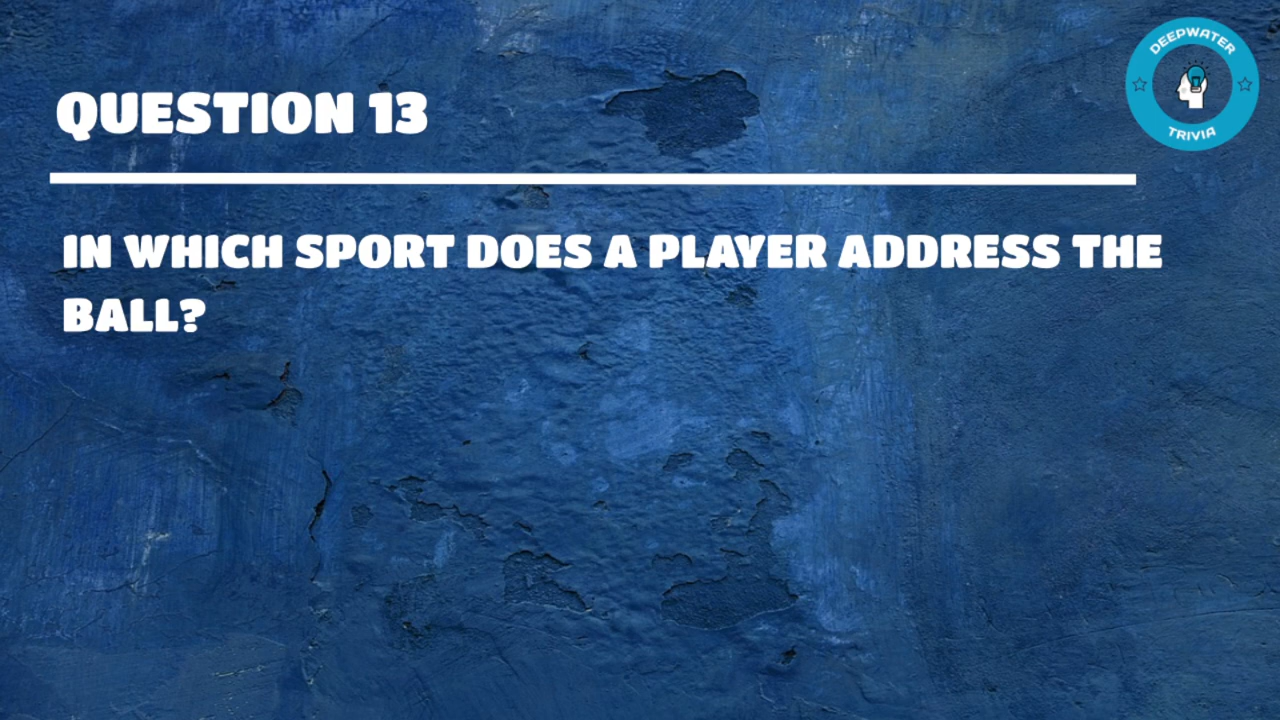 DEEPWATER
TRIVIA
QUESTION 13
IN WHICH SPORT DOES A PLAYER ADDRESS THE
BALL?